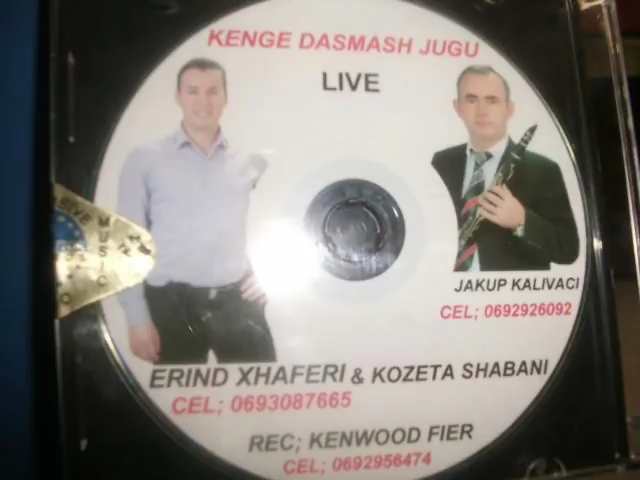 KENGE DASMASH JUGU
LIVE
JAKUP KALIVACI
CEL; 0692926092
ERIND XHAFERI & KOZETA SHABANI
CEL; 0693087665
REC; KENWOOD FIER
CEL; 0692956474
MUSIC